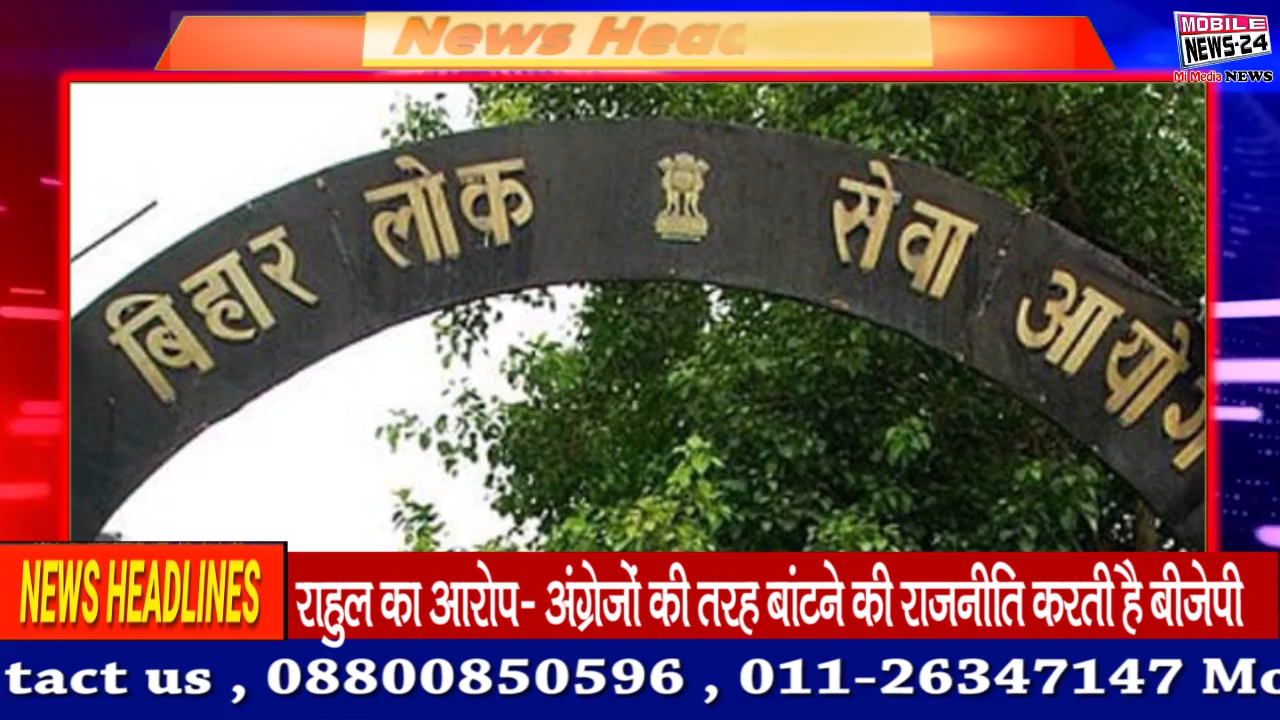 News Head
MOBILE
NEWS-24
Mi Media NEWS
बिहार लोक सेवा आयोग
NEWS HEADLINES
राहुल का आरोप- अंग्रेजों की तरह बांटने की राजनीति करती है बीजेपी
tact us , 08800850596 , 011-26347147 Mo